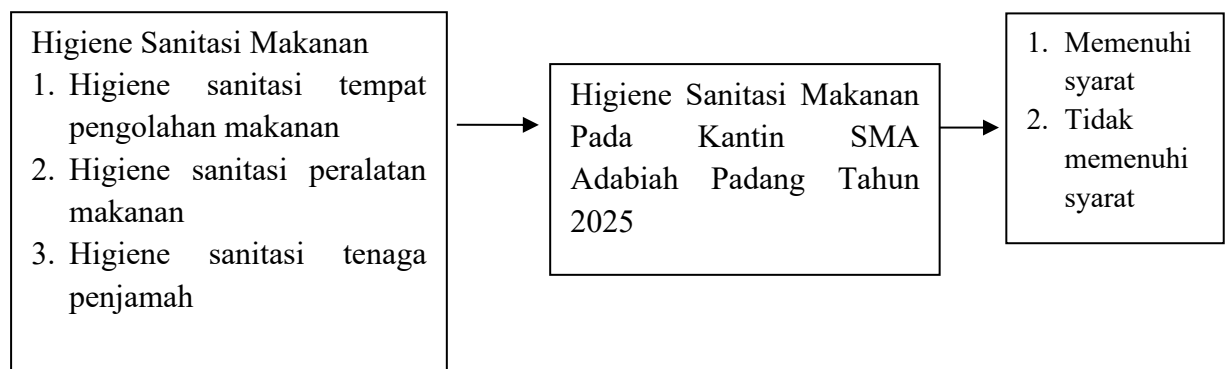 Higiene Sanitasi Makanan
1. Higiene sanitasi tempat
pengolahan makanan
2. Higiene sanitasi peralatan
makanan
3. Higiene sanitasi tenaga
penjamah
Higiene Sanitasi Makanan
Pada Kantin SMA
Adabiah Padang Tahun
2025
1. Memenuhi
syarat
2. Tidak
memenuhi
syarat